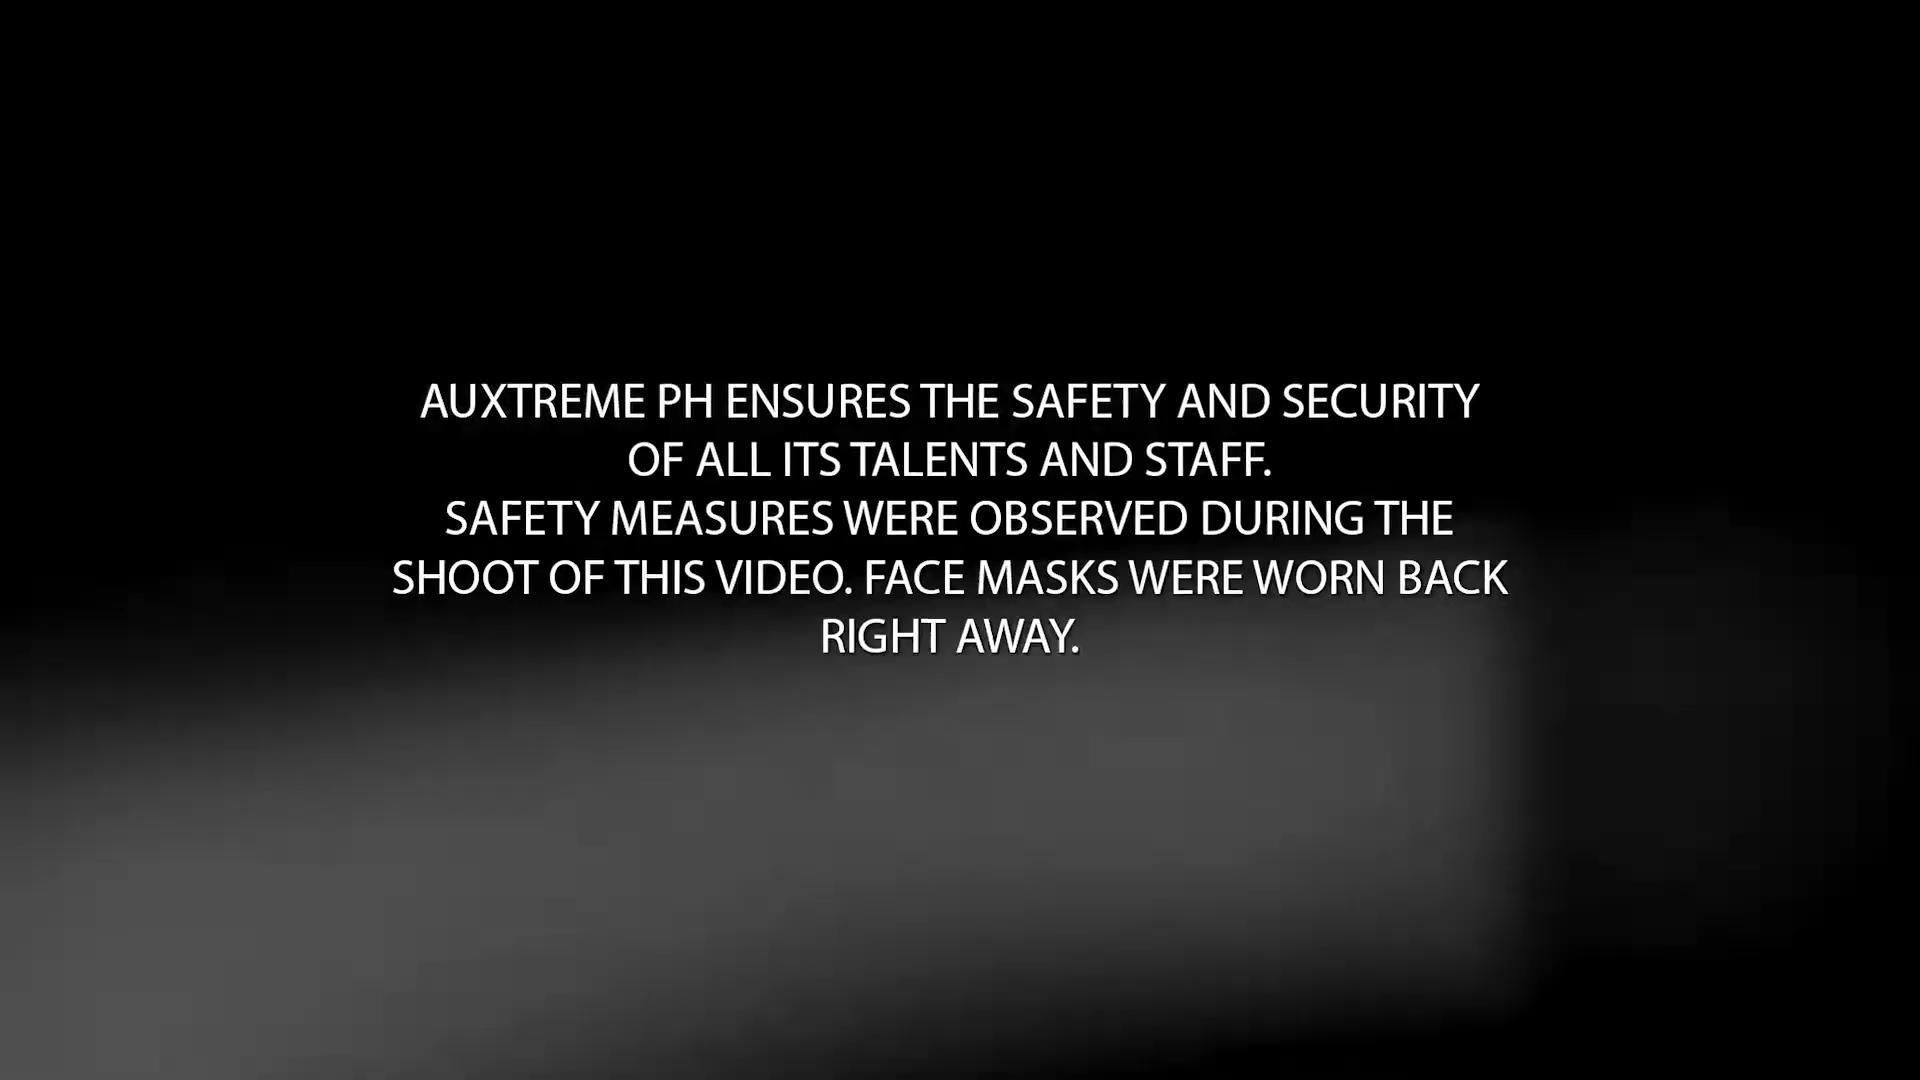 AUXTREME PH ENSURES THE SAFETY AND SECURITY
OF ALL ITS TALENTS AND STAFF.
SAFETY MEASURES WERE OBSERVED DURING THE
SHOOT OF THIS VIDEO. FACE MASKS WERE WORN BACK
RIGHT AWAY.